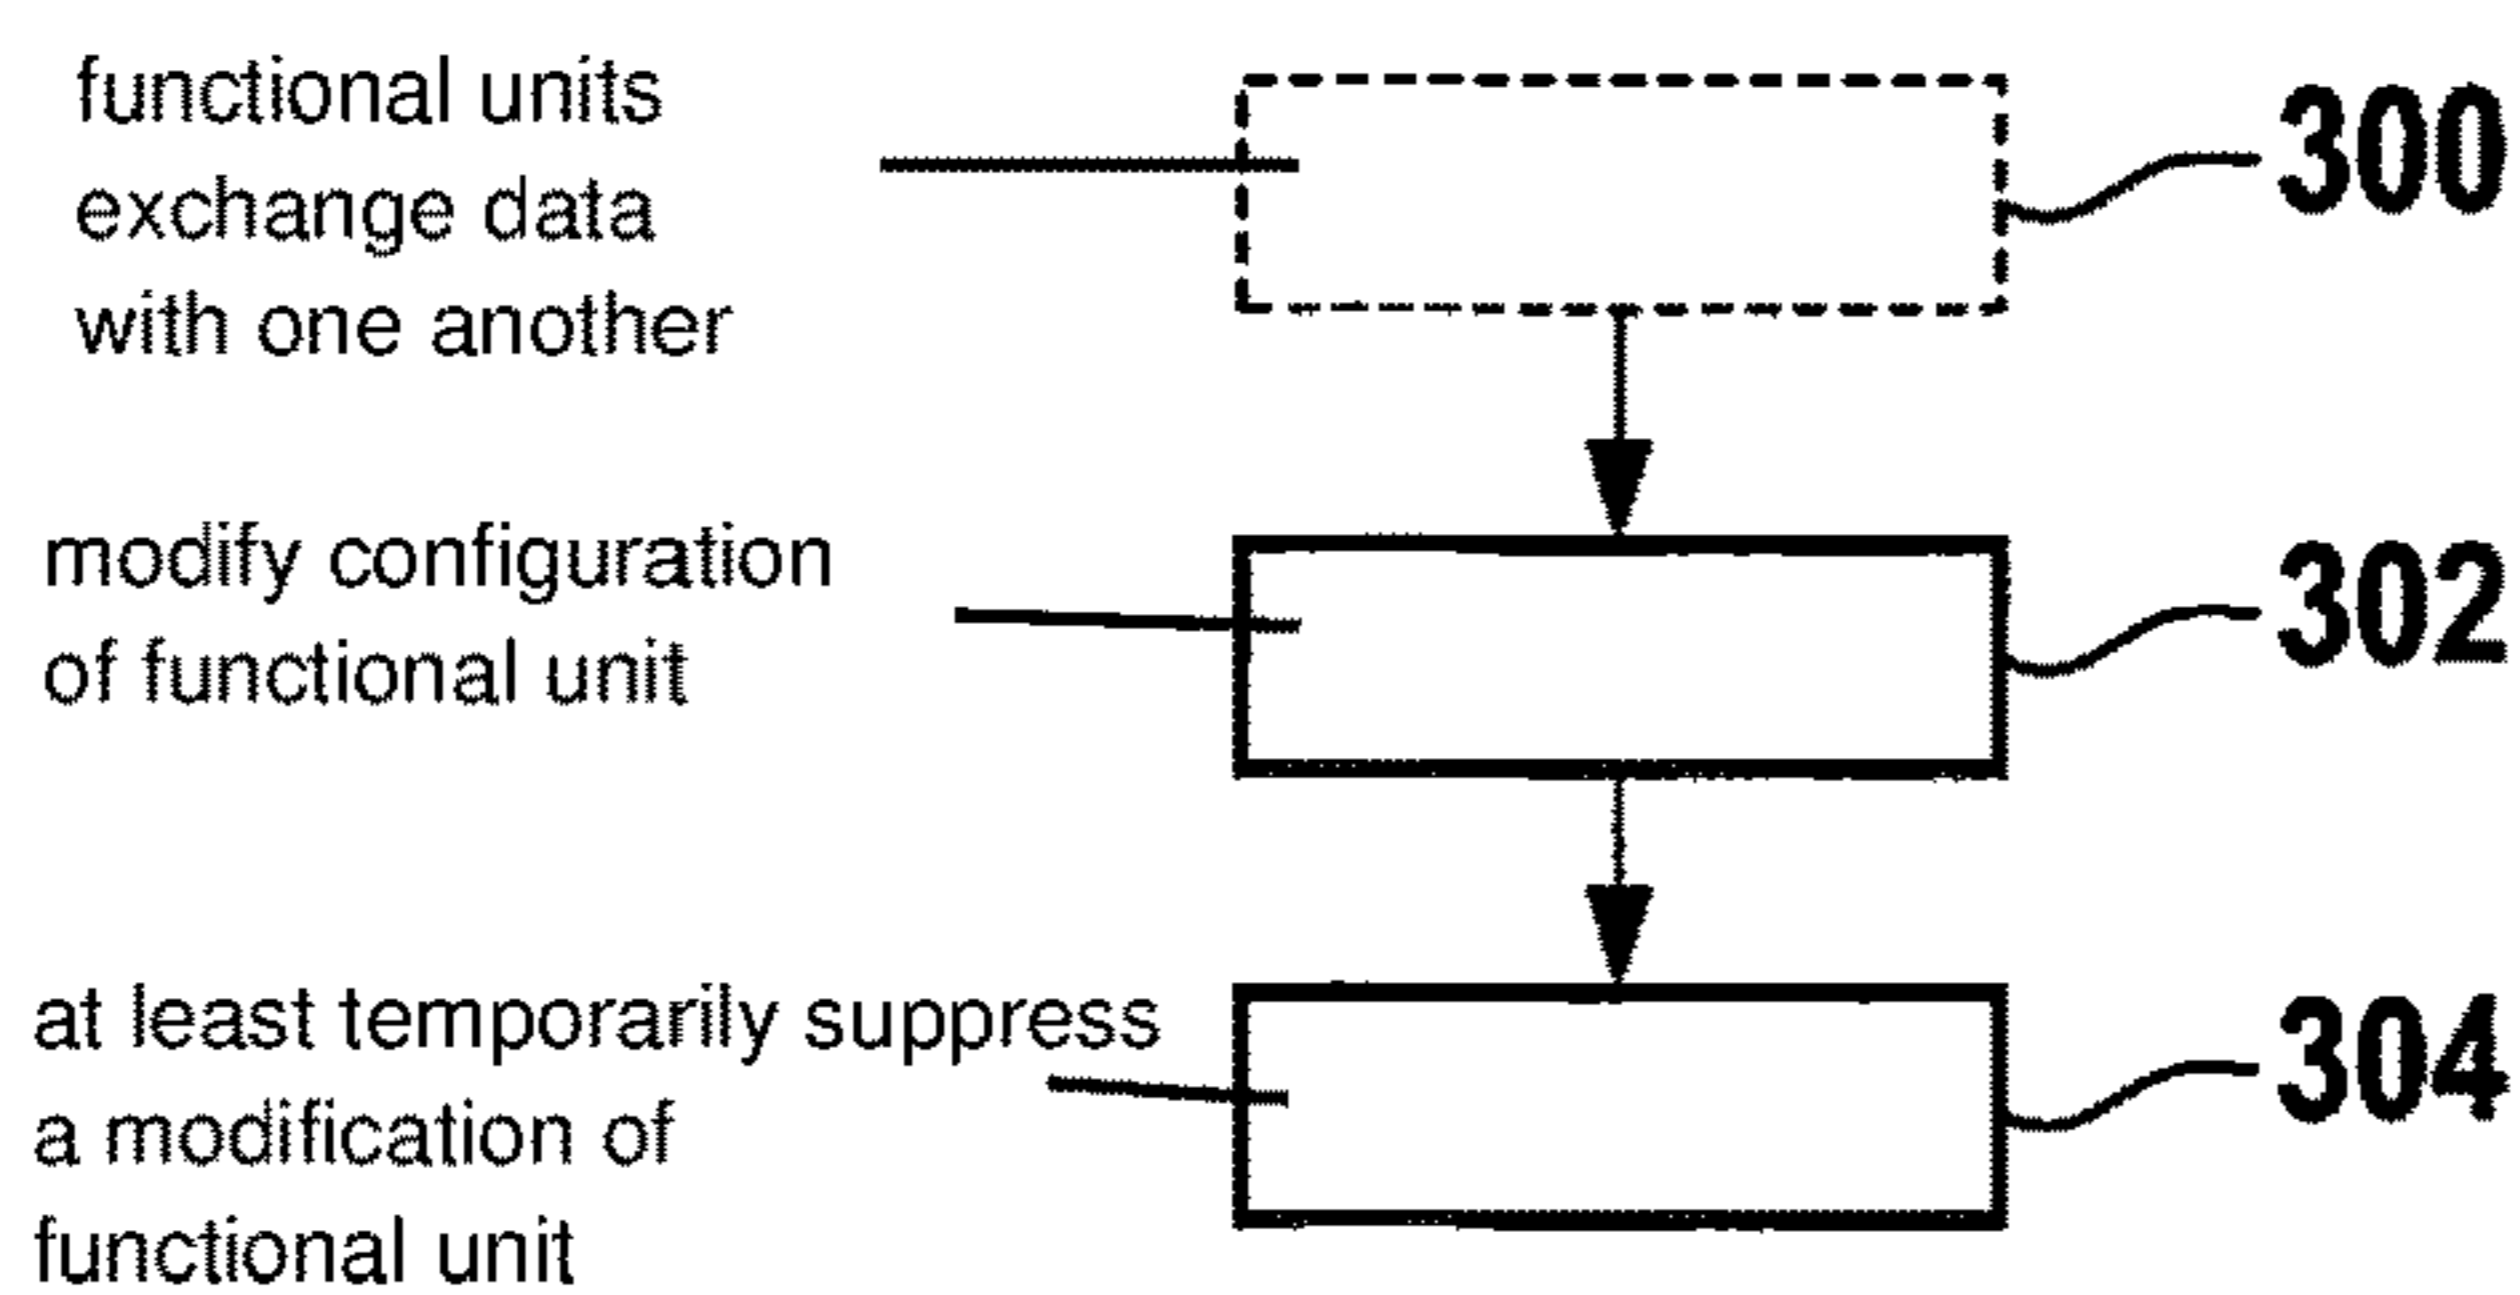 functional units
exchange data
with one another
300
modify configuration
of functional unit
302
at least temporarily suppress
a modification of
functional unit
304